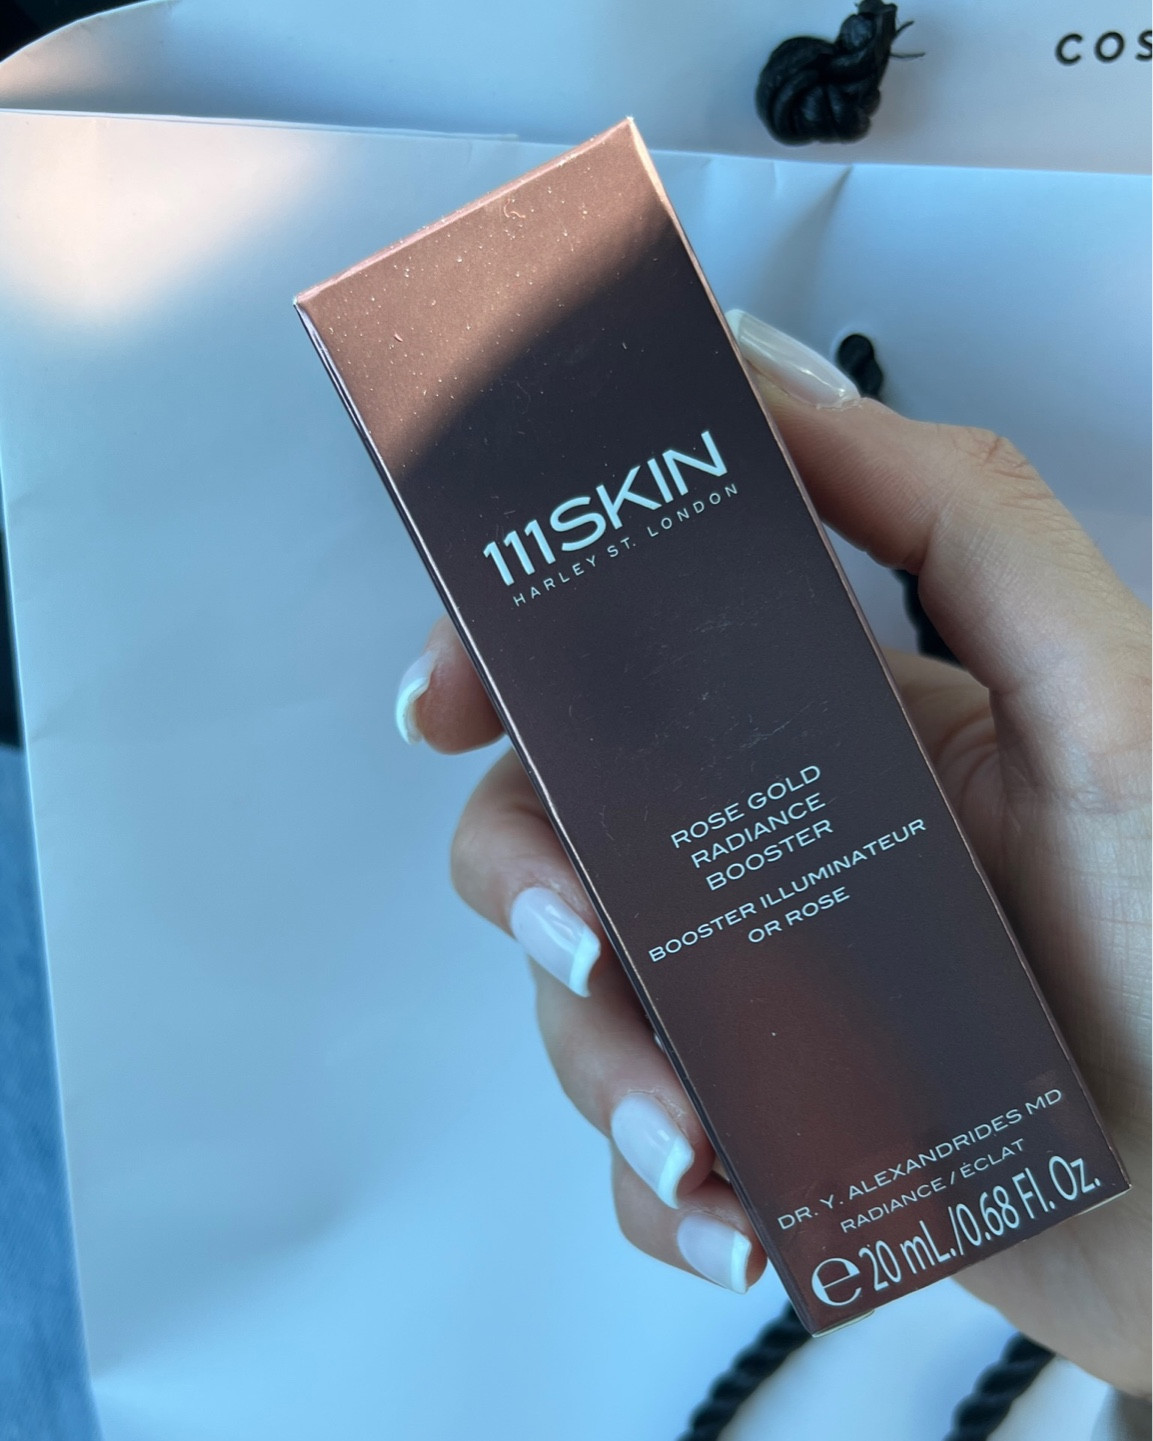 COS
111SKIN
HARLEY ST. LONDON
ROSE GOLD
RADIANCE
BOOSTER
BOOSTER ILLUMINATEUR
OR ROSE
DR. Y. ALEXANDRIDES MD
RADIANCE / ÉCLAT
℮ 20 mL./0.68 Fl. Oz.